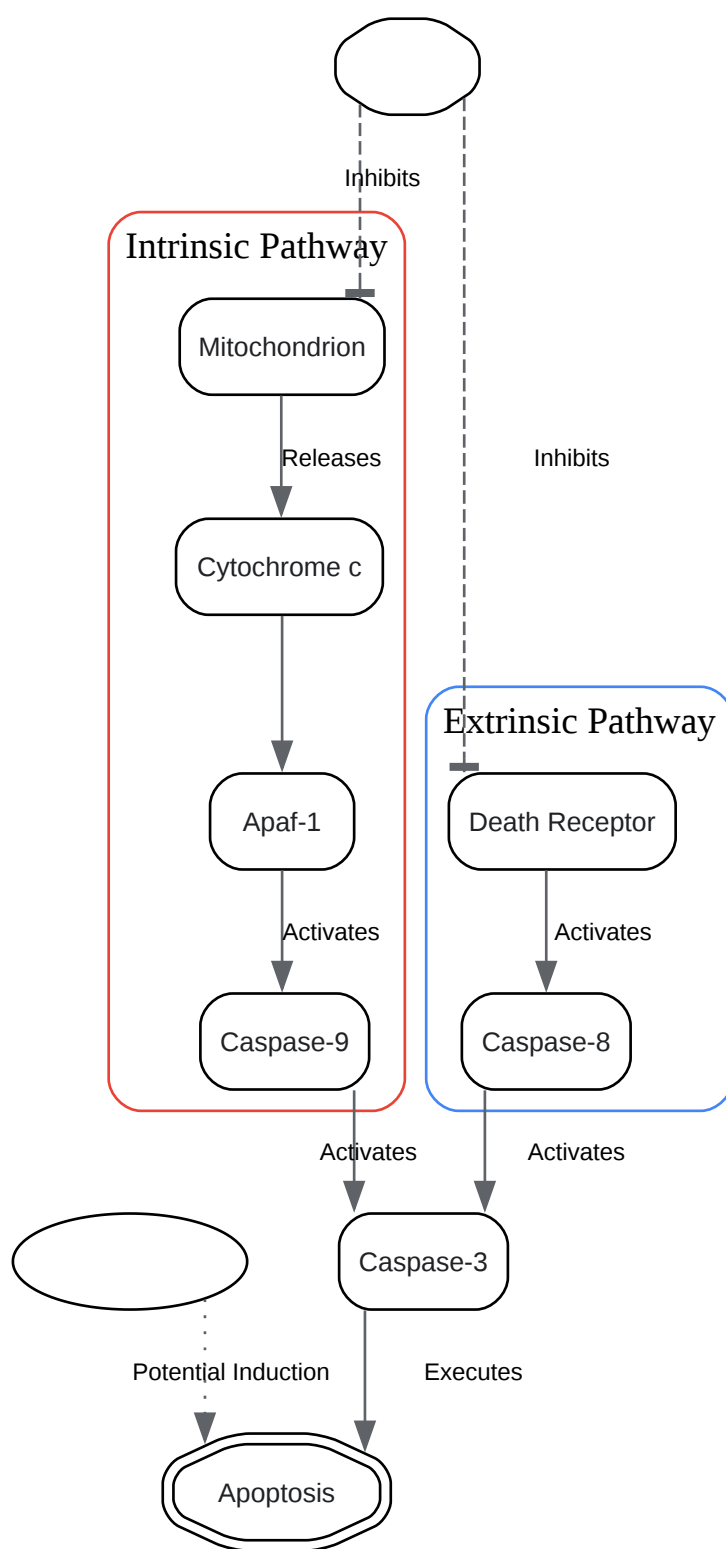 Inhibits
Intrinsic Pathway
Mitochondrion
Releases
Inhibits
Cytochrome c
Extrinsic Pathway
Apaf-1
Death Receptor
Activates
Activates
Caspase-9
Caspase-8
Activates
Activates
Caspase-3
Potential Induction
Executes
Apoptosis